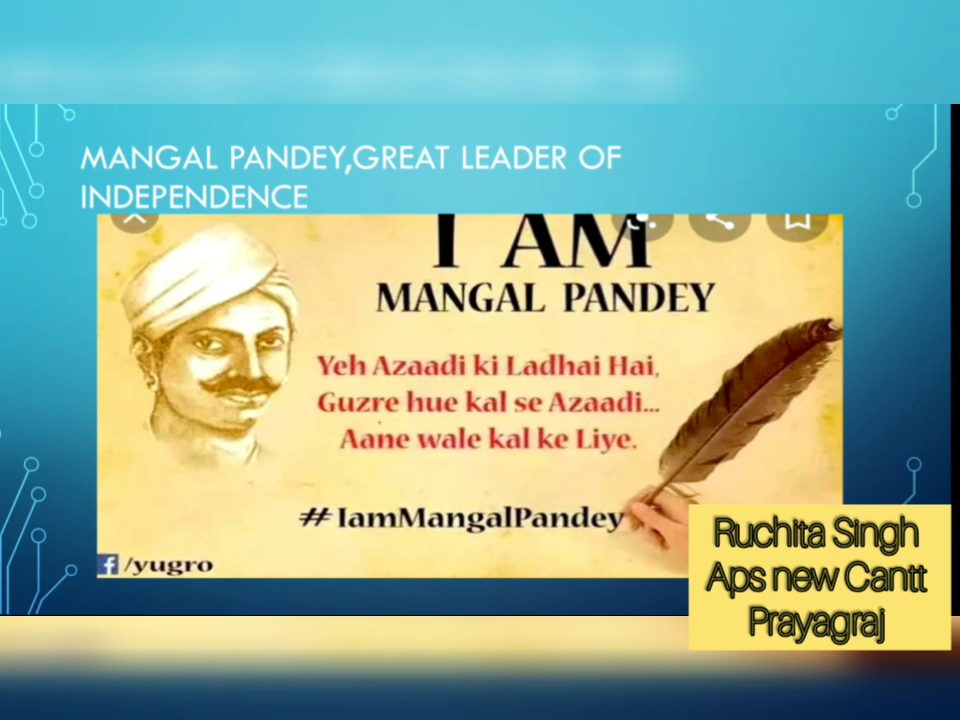 MANGAL PANDEY,GREAT LEADER OF
INDEPENDENCE
I AM
MANGAL PANDEY
Yeh Azaadi ki Ladhai Hai,
Guzre hue kal se Azaadi...
Aane wale kal ke Liye.
#IamMangalPandey
f/yugro
Ruchita Singh
Aps new Cantt
Prayagraj